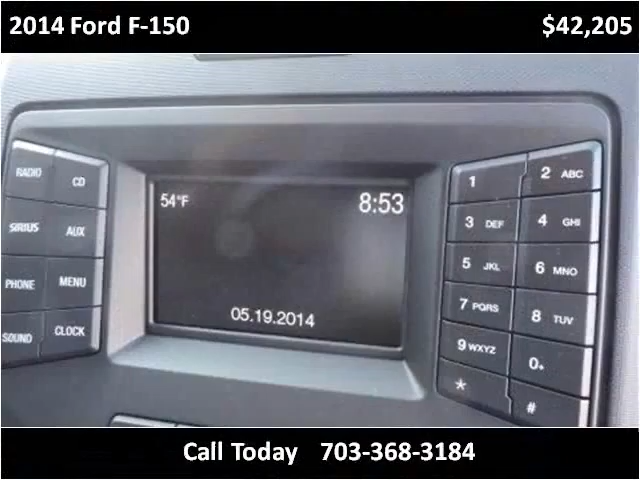 2014 Ford F-150 $42,205
RADIO CD
SIRIUS AUX
PHONE MENU
SOUND CLOCK
54°F 8:53
05.19.2014
1 2 ABC
3 DEF 4 GHI
5 JKL 6 MNO
7 PQRS 8 TUV
9 WXYZ 0+
* #
Call Today 703-368-3184